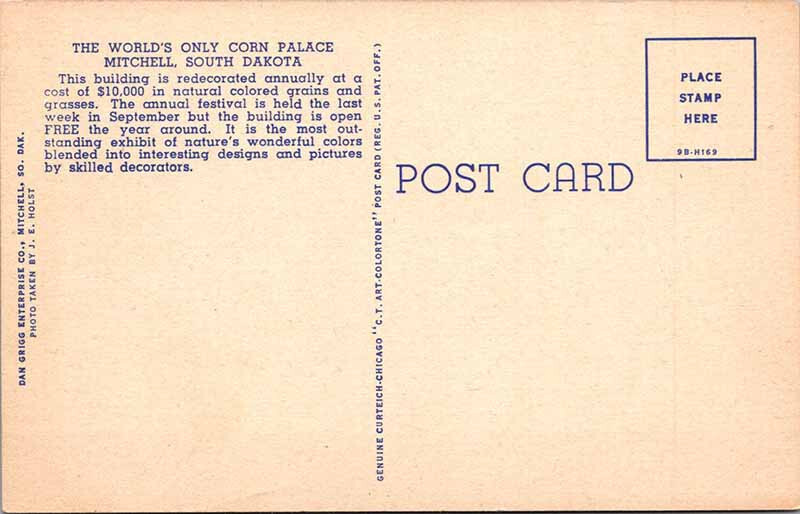 THE WORLD'S ONLY CORN PALACE
MITCHELL, SOUTH DAKOTA
This building is redecorated annually at a
cost of $10,000 in natural colored grains and
grasses. The annual festival is held the last
week in September but the building is open
FREE the year around. It is the most out-
standing exhibit of nature's wonderful colors
blended into interesting designs and pictures
by skilled decorators.
DAN GRIGG ENTERPRISE CO., MITCHELL, SO. DAK.
PHOTO TAKEN BY J. E. HOLST
GENUINE CURTEICH-CHICAGO "C.T. ART-COLORTONE" POST CARD (REG. U.S. PAT. OFF.)
POST CARD
PLACE
STAMP
HERE
9B-H169